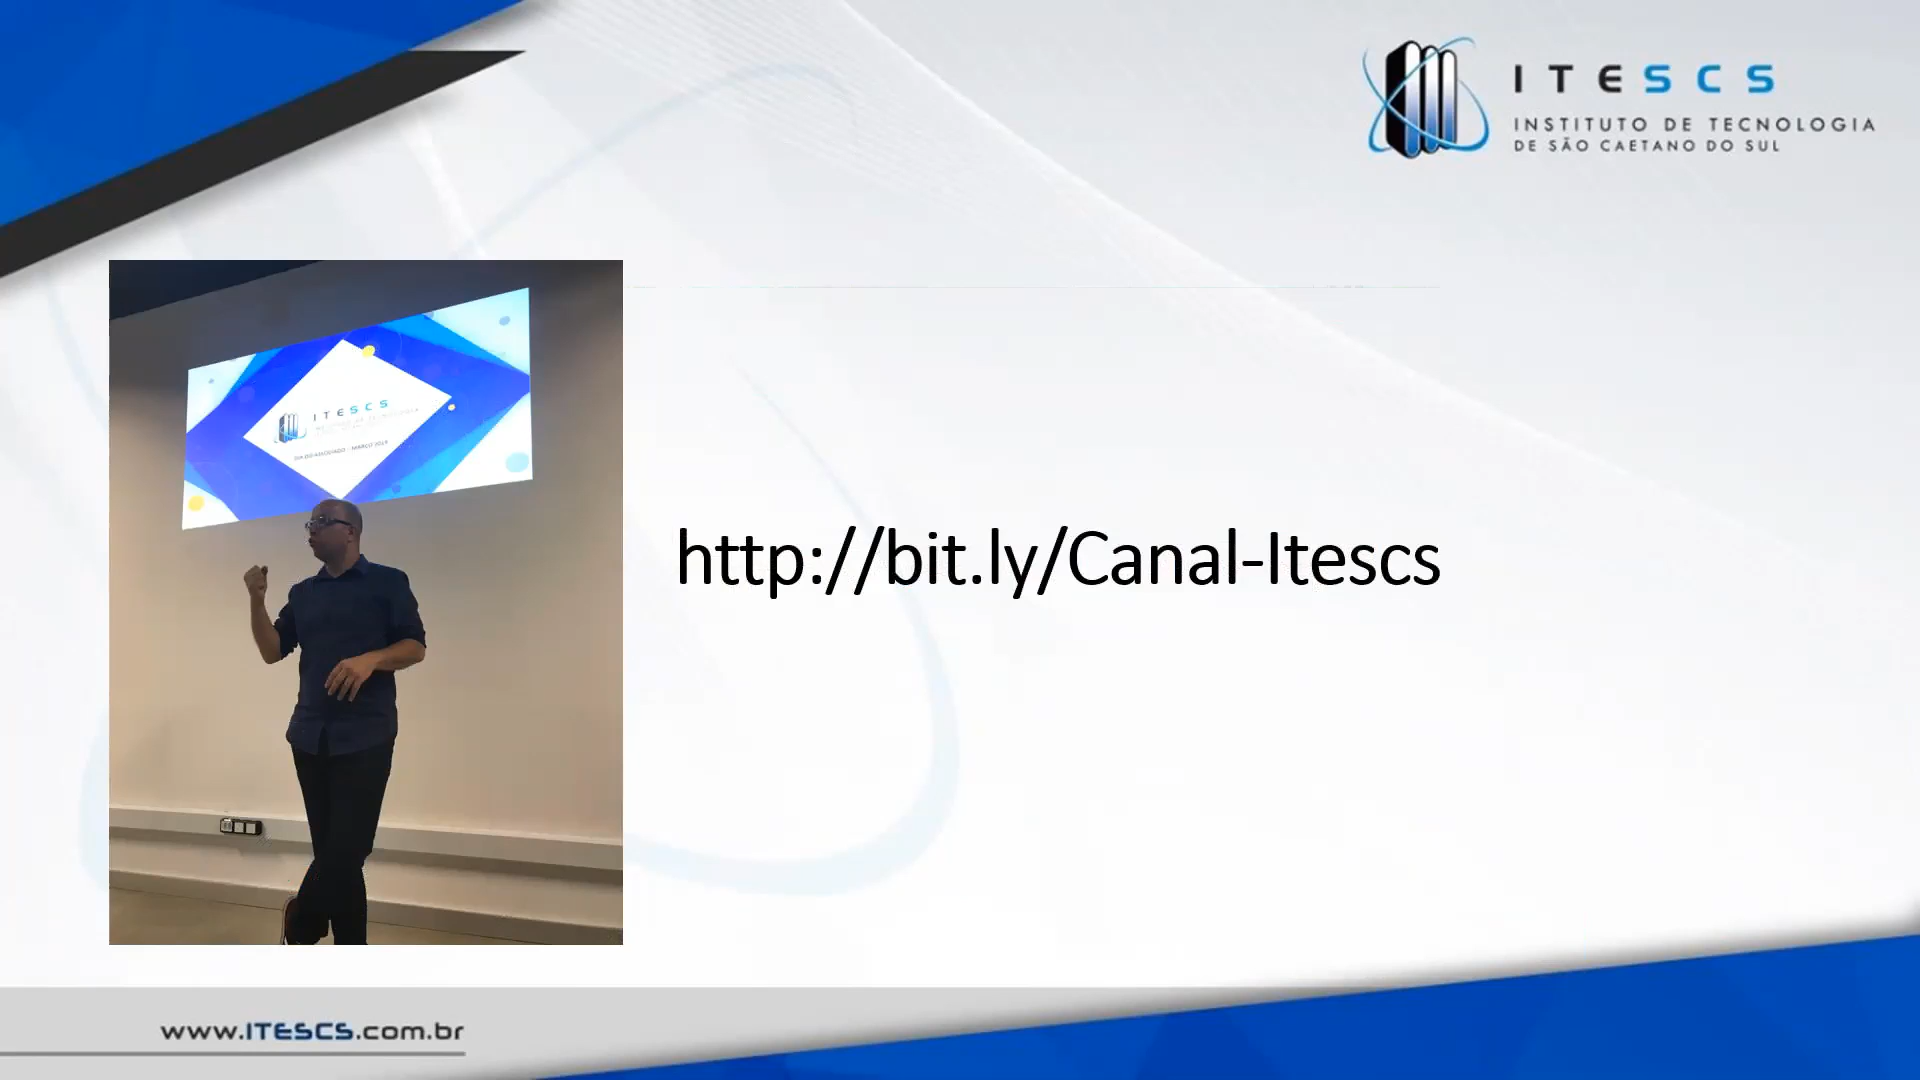 ITESCS
INSTITUTO DE TECNOLOGIA
DE SÃO CAETANO DO SUL
ITESCS
http://bit.ly/Canal-Itescs
www.ITESCS.com.br